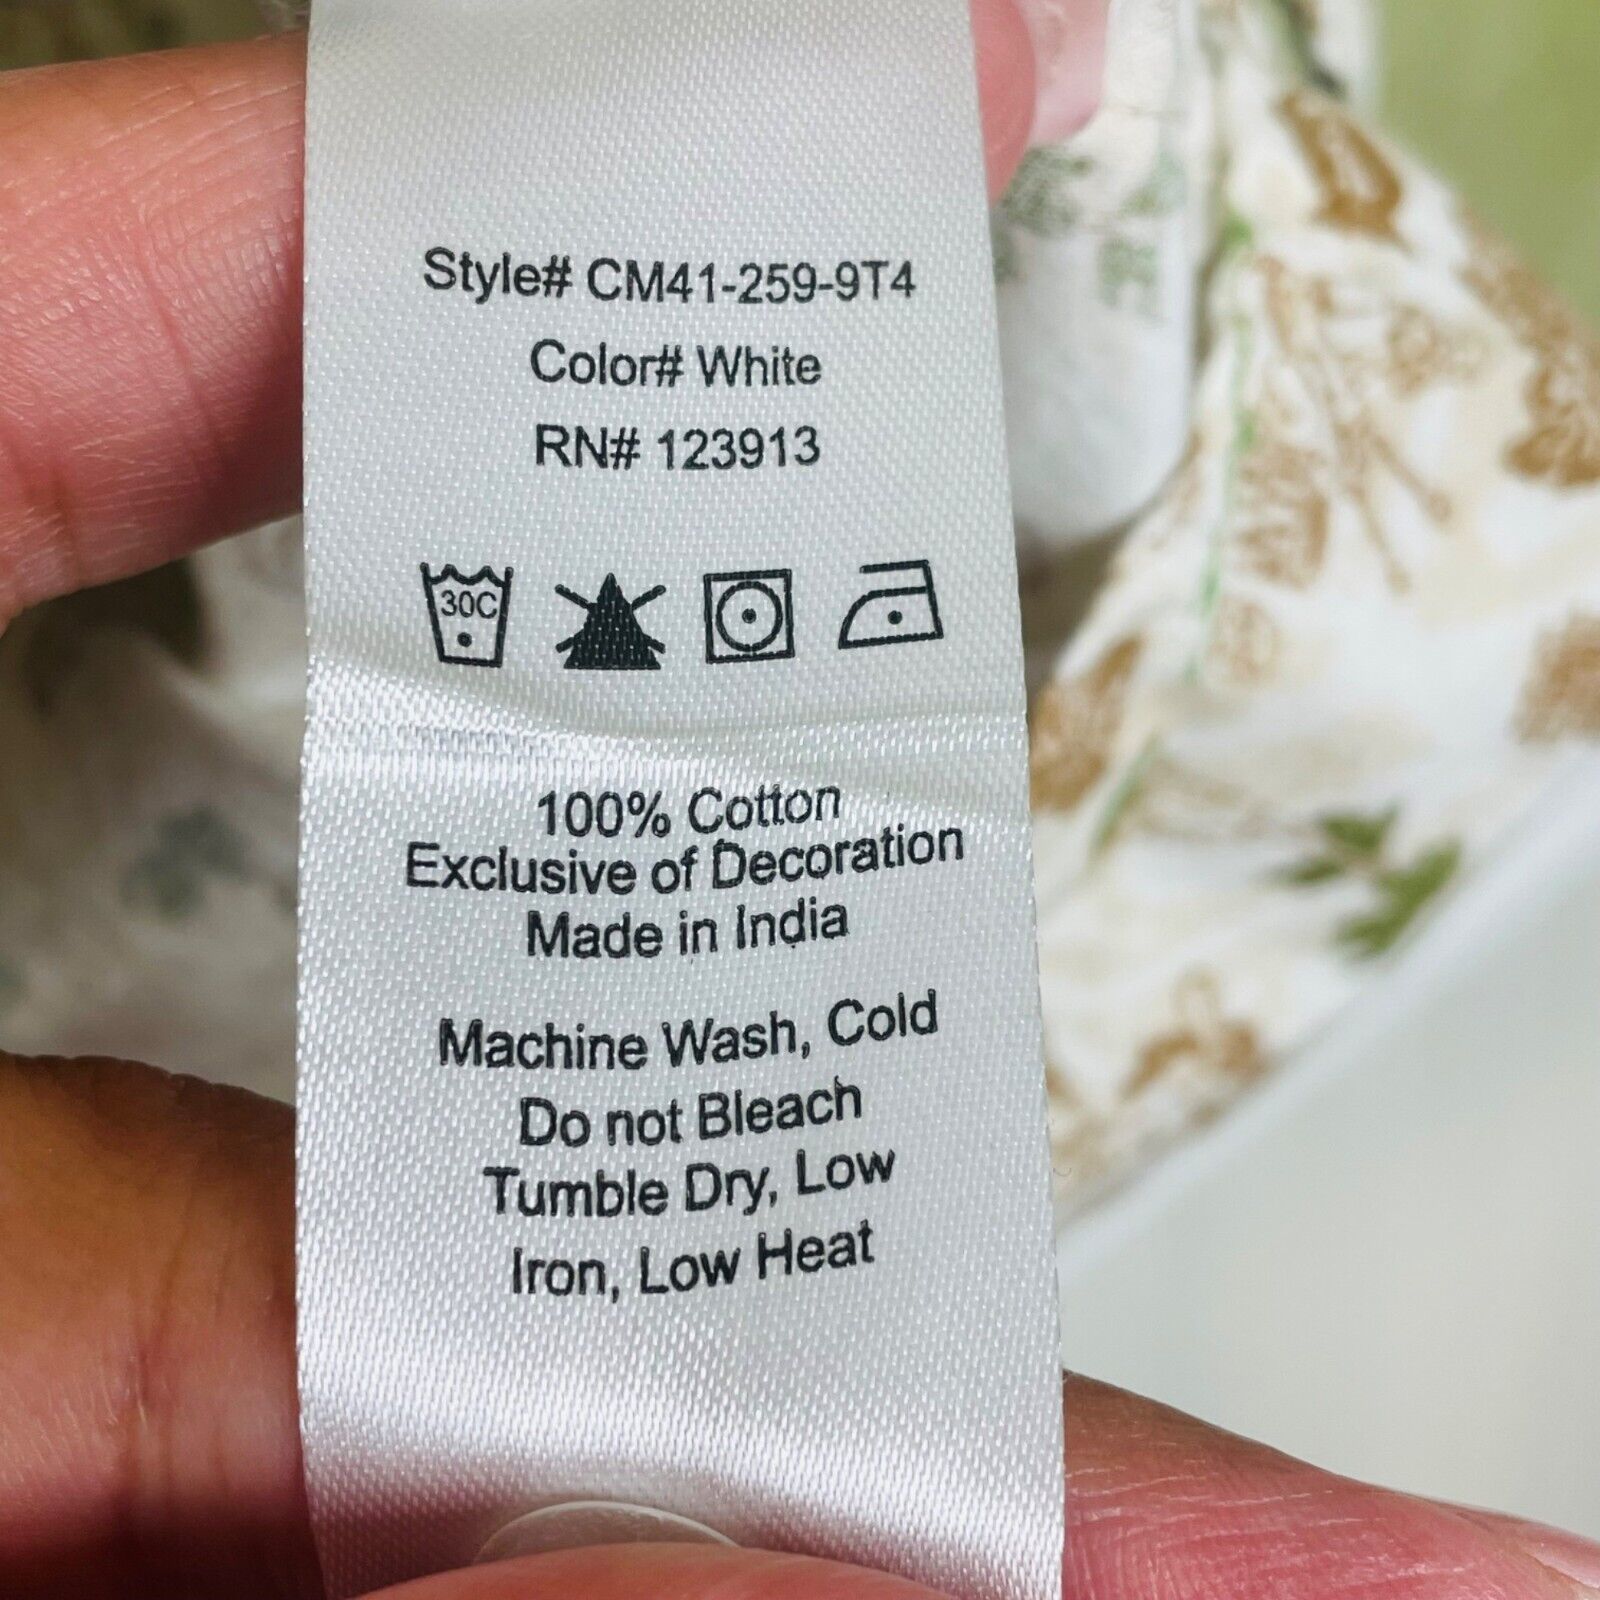 Style# CM41-259-9T4
Color# White
RN# 123913
30C
100% Cotton
Exclusive of Decoration
Made in India
Machine Wash, Cold
Do not Bleach
Tumble Dry, Low
Iron, Low Heat